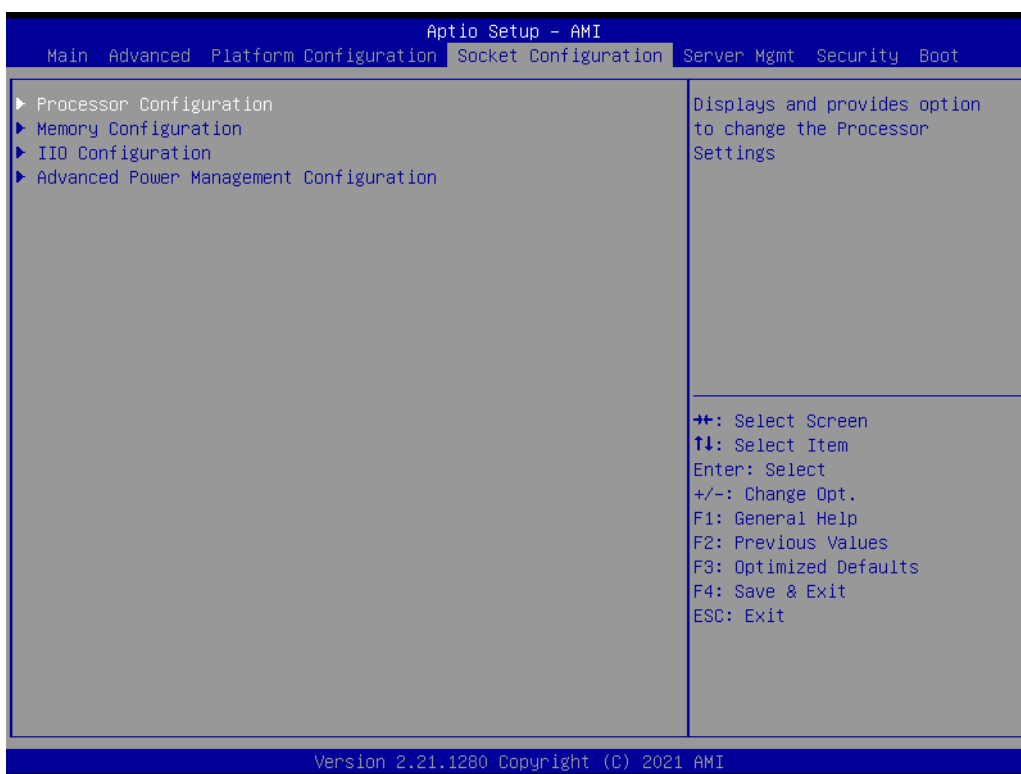 Aptio Setup – AMI
Main Advanced Platform Configuration Socket Configuration Server Mgmt Security Boot
▶ Processor Configuration
▶ Memory Configuration
▶ IIO Configuration
▶ Advanced Power Management Configuration
Displays and provides option
to change the Processor
Settings
→←: Select Screen
↑↓: Select Item
Enter: Select
+/-: Change Opt.
F1: General Help
F2: Previous Values
F3: Optimized Defaults
F4: Save & Exit
ESC: Exit
Version 2.21.1280 Copyright (C) 2021 AMI